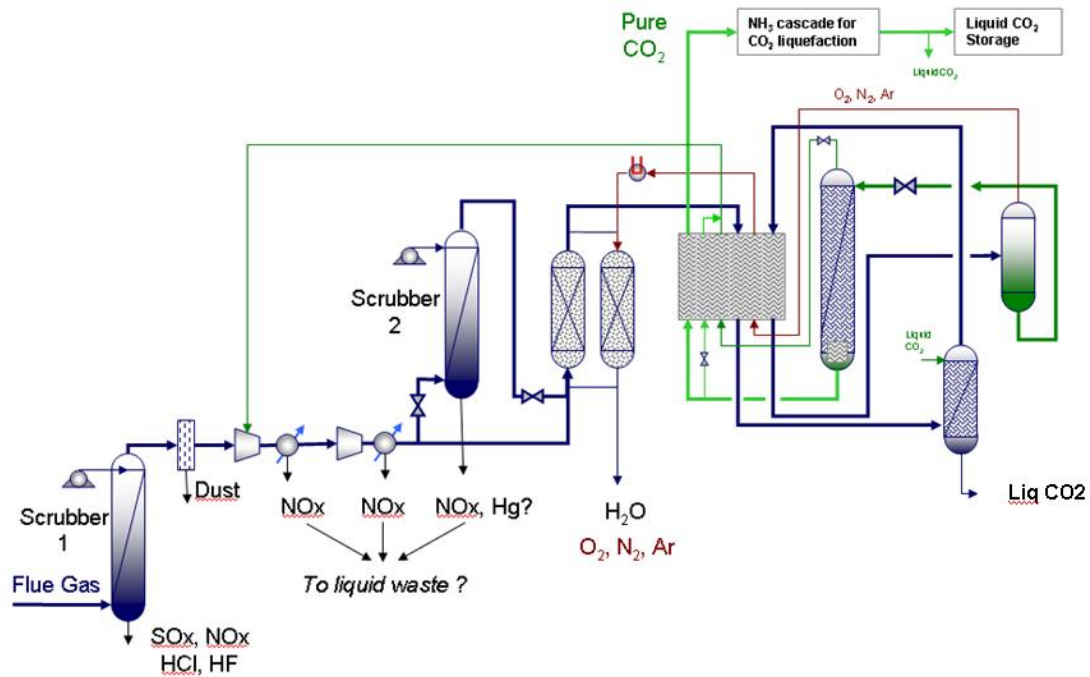 Pure
CO₂
NH₃ cascade for
CO₂ liquefaction
Liquid CO₂
Storage
Liquid CO₂
O₂, N₂, Ar
Scrubber
2
Liquid
CO₂
Dust
Scrubber
1
NOx
NOx
NOx, Hg?
H₂O
O₂, N₂, Ar
Liq CO2
To liquid waste ?
Flue Gas
SOx, NOx
HCl, HF